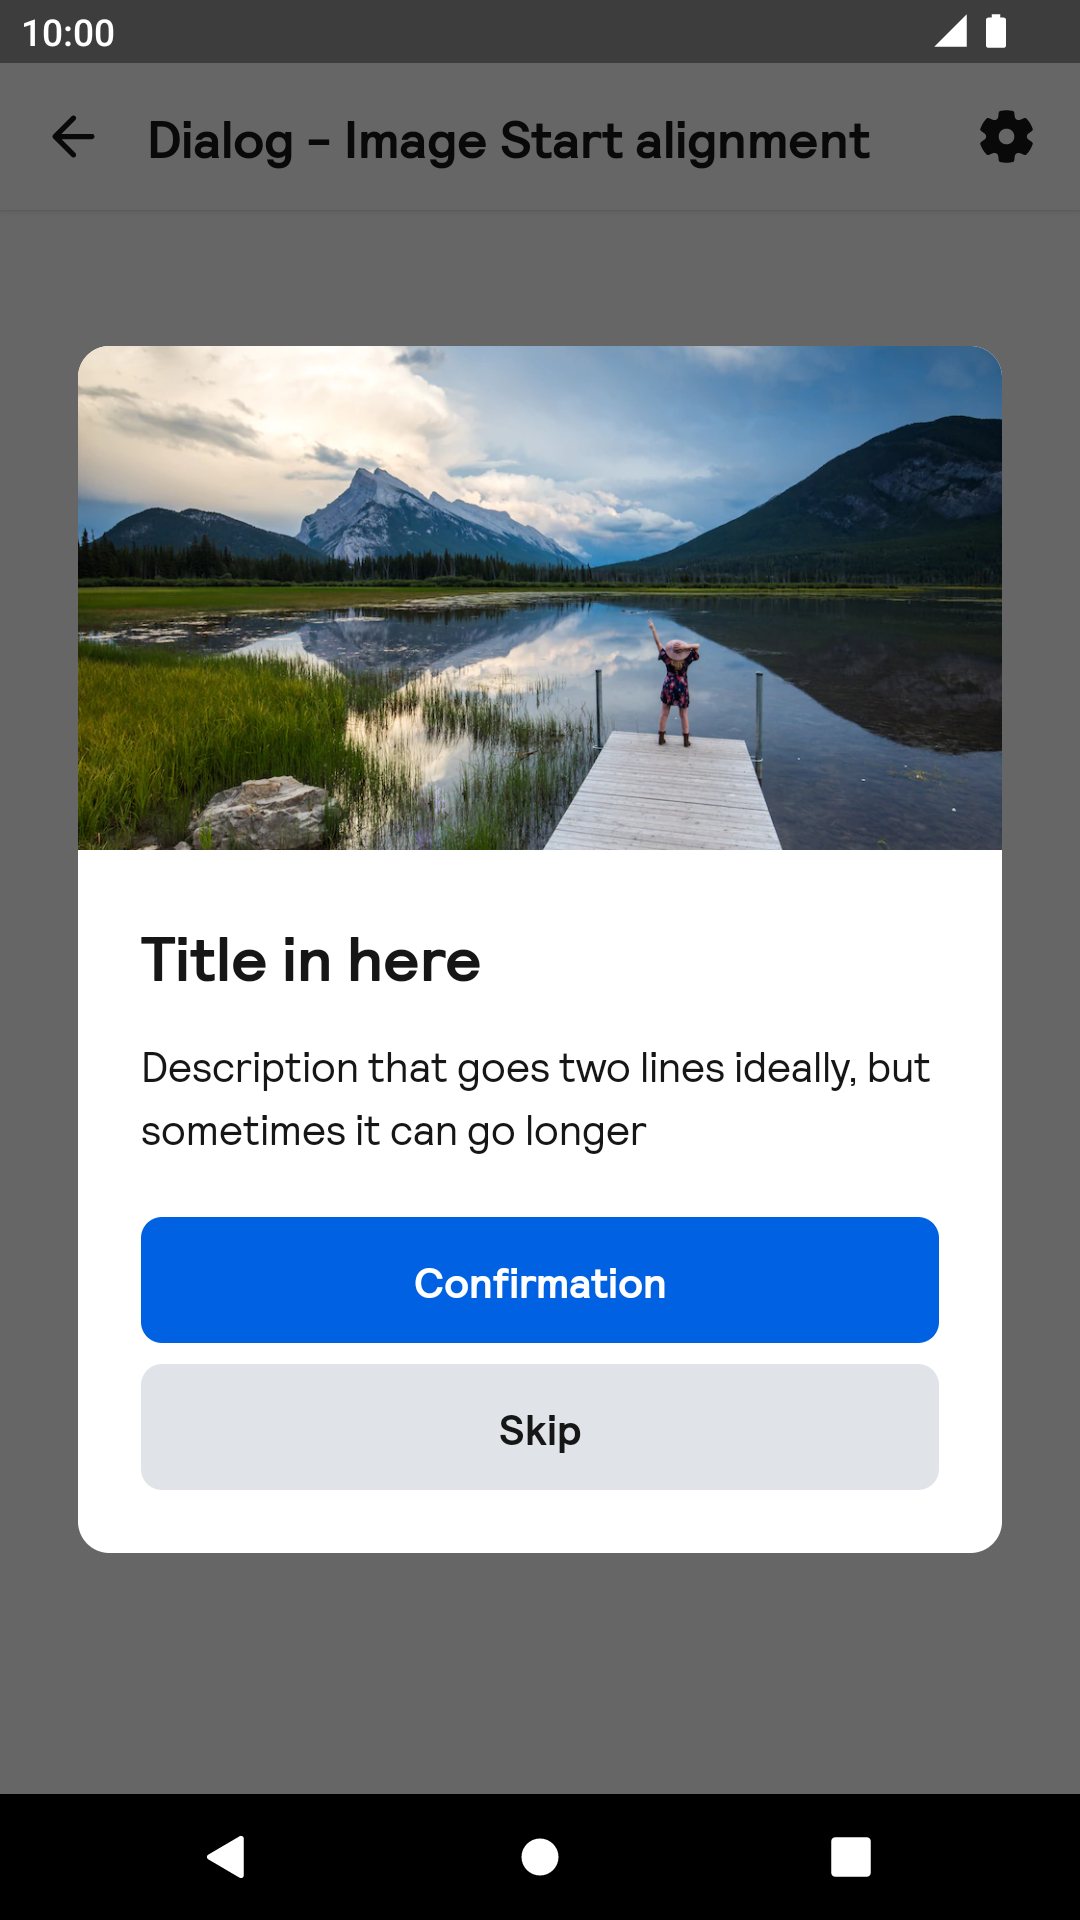 10:00
Dialog - Image Start alignment
Title in here
Description that goes two lines ideally, but
sometimes it can go longer
Confirmation
Skip